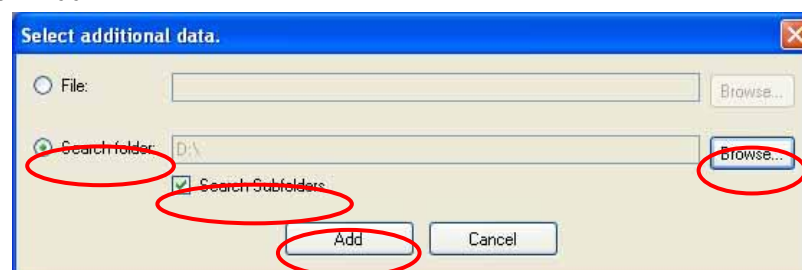 Select additional data.
File:
Browse...
Search folder: D:\
Browse...
Search Subfolders
Add Cancel